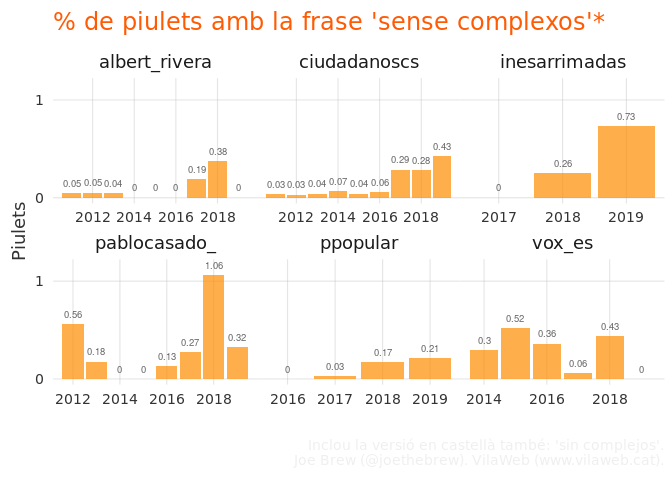 % de piulets amb la frase 'sense complexos'*
albert_rivera ciudadanoscs inesarrimadas
1
0.73
0.38 0.43
0.19 0.29 0.28 0.26
0.05 0.05 0.04 0 0 0 0 0.03 0.03 0.04 0.07 0.04 0.06 0
0
2012 2014 2016 2018 2012 2014 2016 2018 2017 2018 2019
Piulets
pablocasado_ ppopular vox_es
1.06
1
0.56 0.52
0.43
0.32 0.3 0.36
0.27
0.18 0.13 0.17 0.21
0 0 0 0.03 0.06 0
0
2012 2014 2016 2018 2016 2017 2018 2019 2014 2016 2018
Inclou la versió en castellà també: 'sin complejos'.
Joe Brew (@joethebrew). VilaWeb (www.vilaweb.cat).